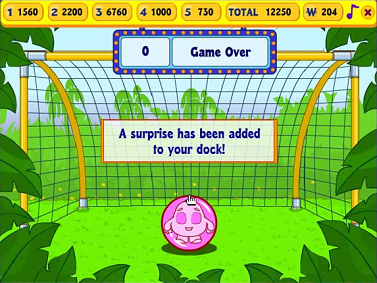 1 1560 2 2200 3 6760 4 1000 5 730 TOTAL 12250 W 204
0 Game Over
A surprise has been added
to your dock!